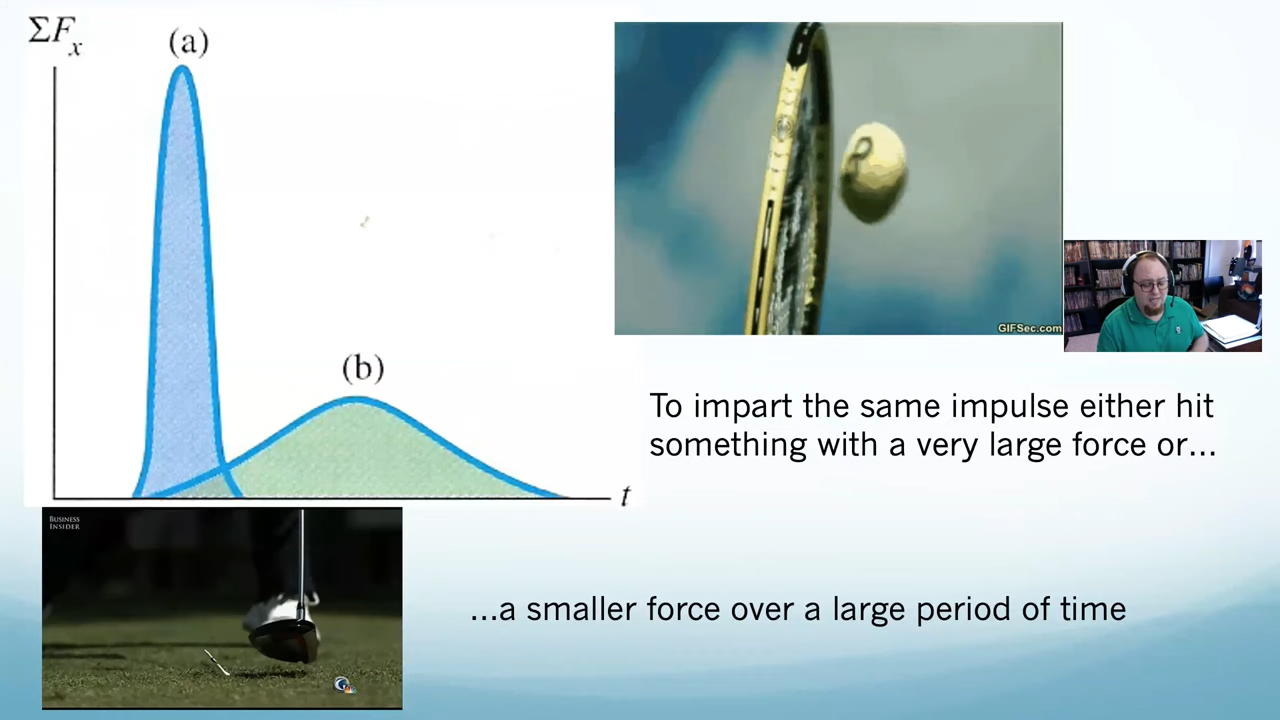 ΣFₓ
(a)
(b)
t
GIFSec.com
To impart the same impulse either hit
something with a very large force or...
BUSINESS
INSIDER
...a smaller force over a large period of time